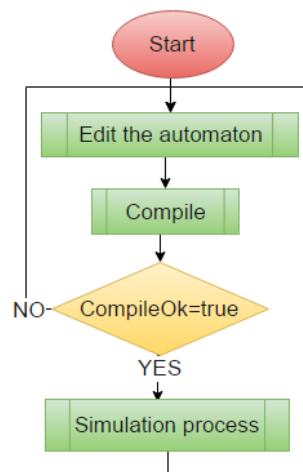 Start
Edit the automaton
Compile
CompileOk=true
NO
YES
Simulation process